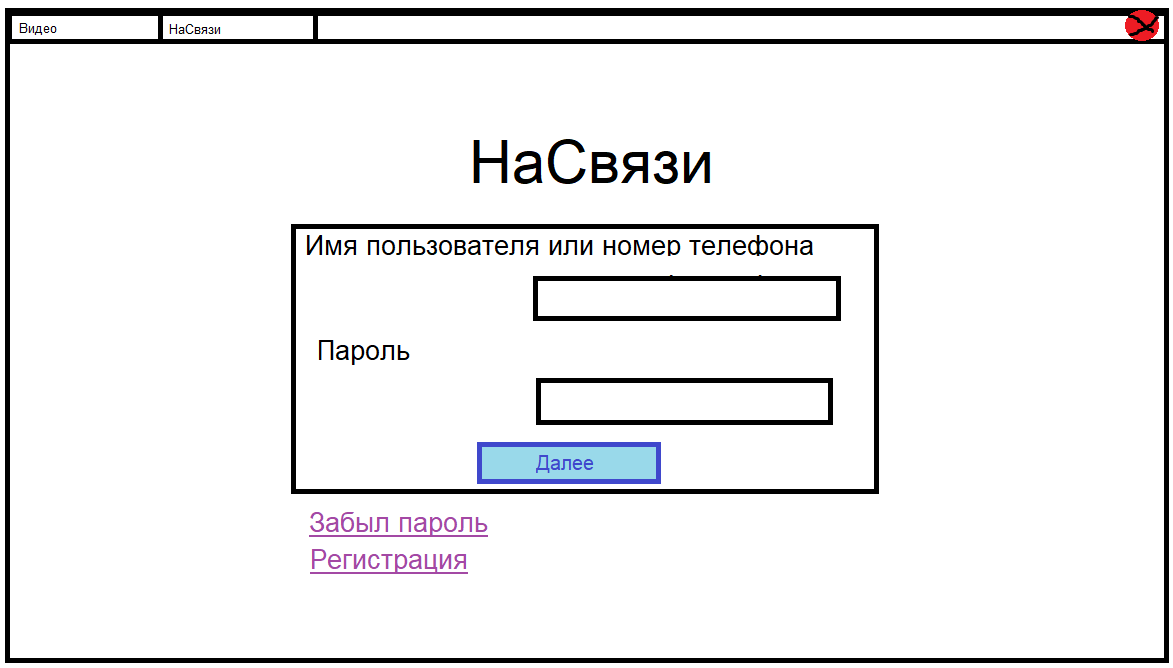 Видео
НаСвязи
НаСвязи
Имя пользователя или номер телефона
Пароль
Далее
Забыл пароль
Регистрация